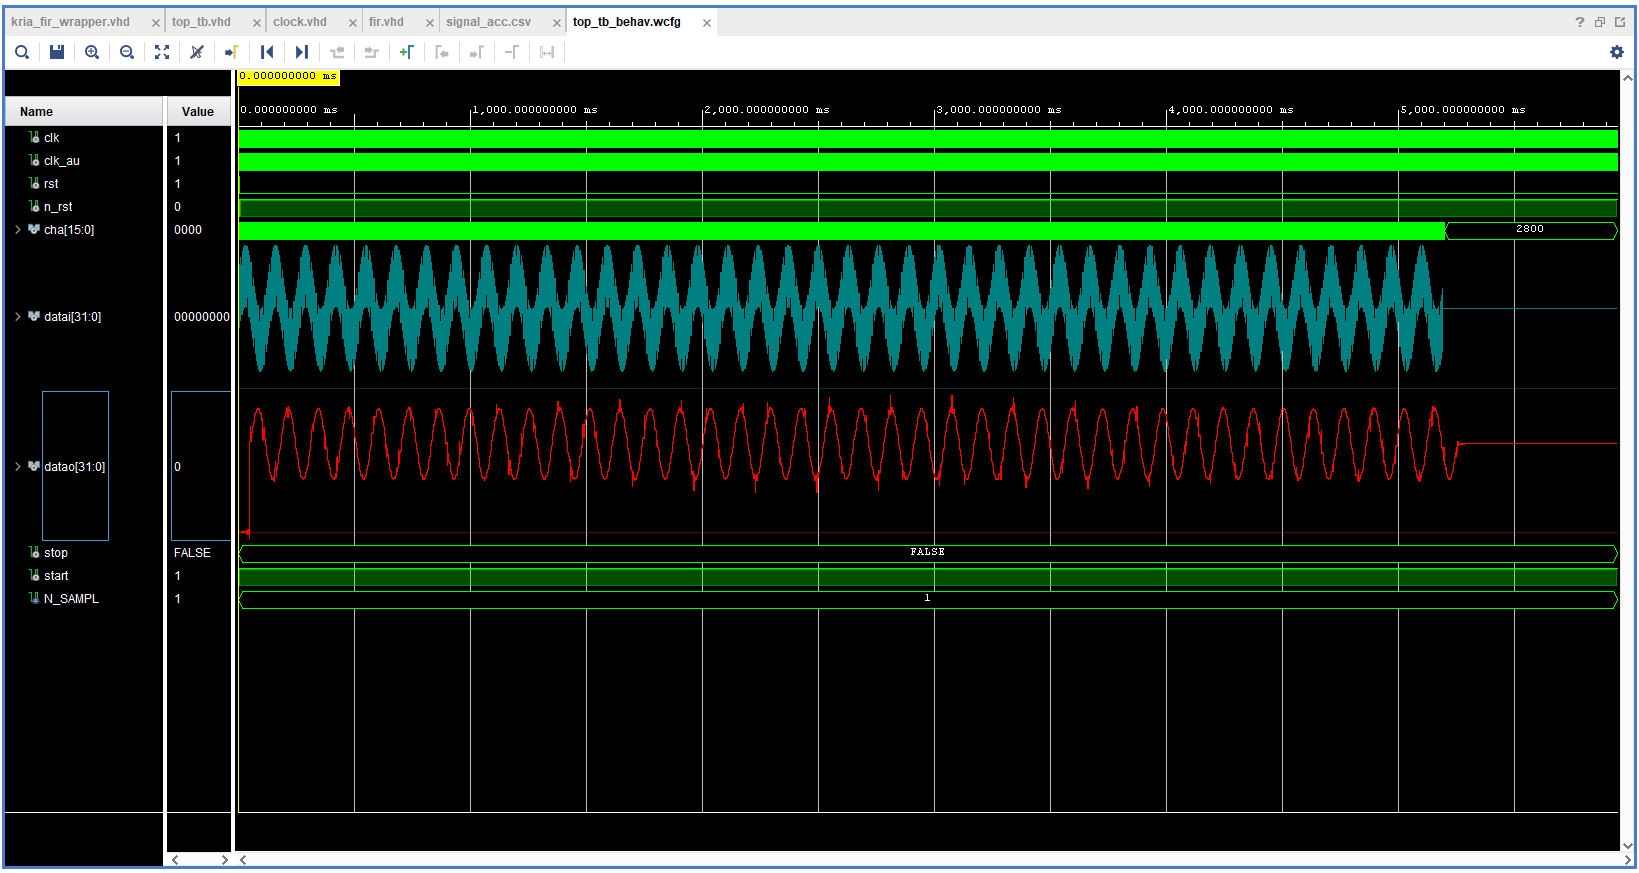 kria_fir_wrapper.vhd × top_tb.vhd × clock.vhd × fir.vhd × signal_acc.csv × top_tb_behav.wcfg × ?
0.000000000 ms
Name Value
0.000000000 ms 1,000.000000000 ms 2,000.000000000 ms 3,000.000000000 ms 4,000.000000000 ms 5,000.000000000 ms
clk 1
clk_au 1
rst 1
n_rst 0
cha[15:0] 0000 2800
datai[31:0] 00000000
datao[31:0] 0
stop FALSE FALSE
start 1
N_SAMPL 1 1